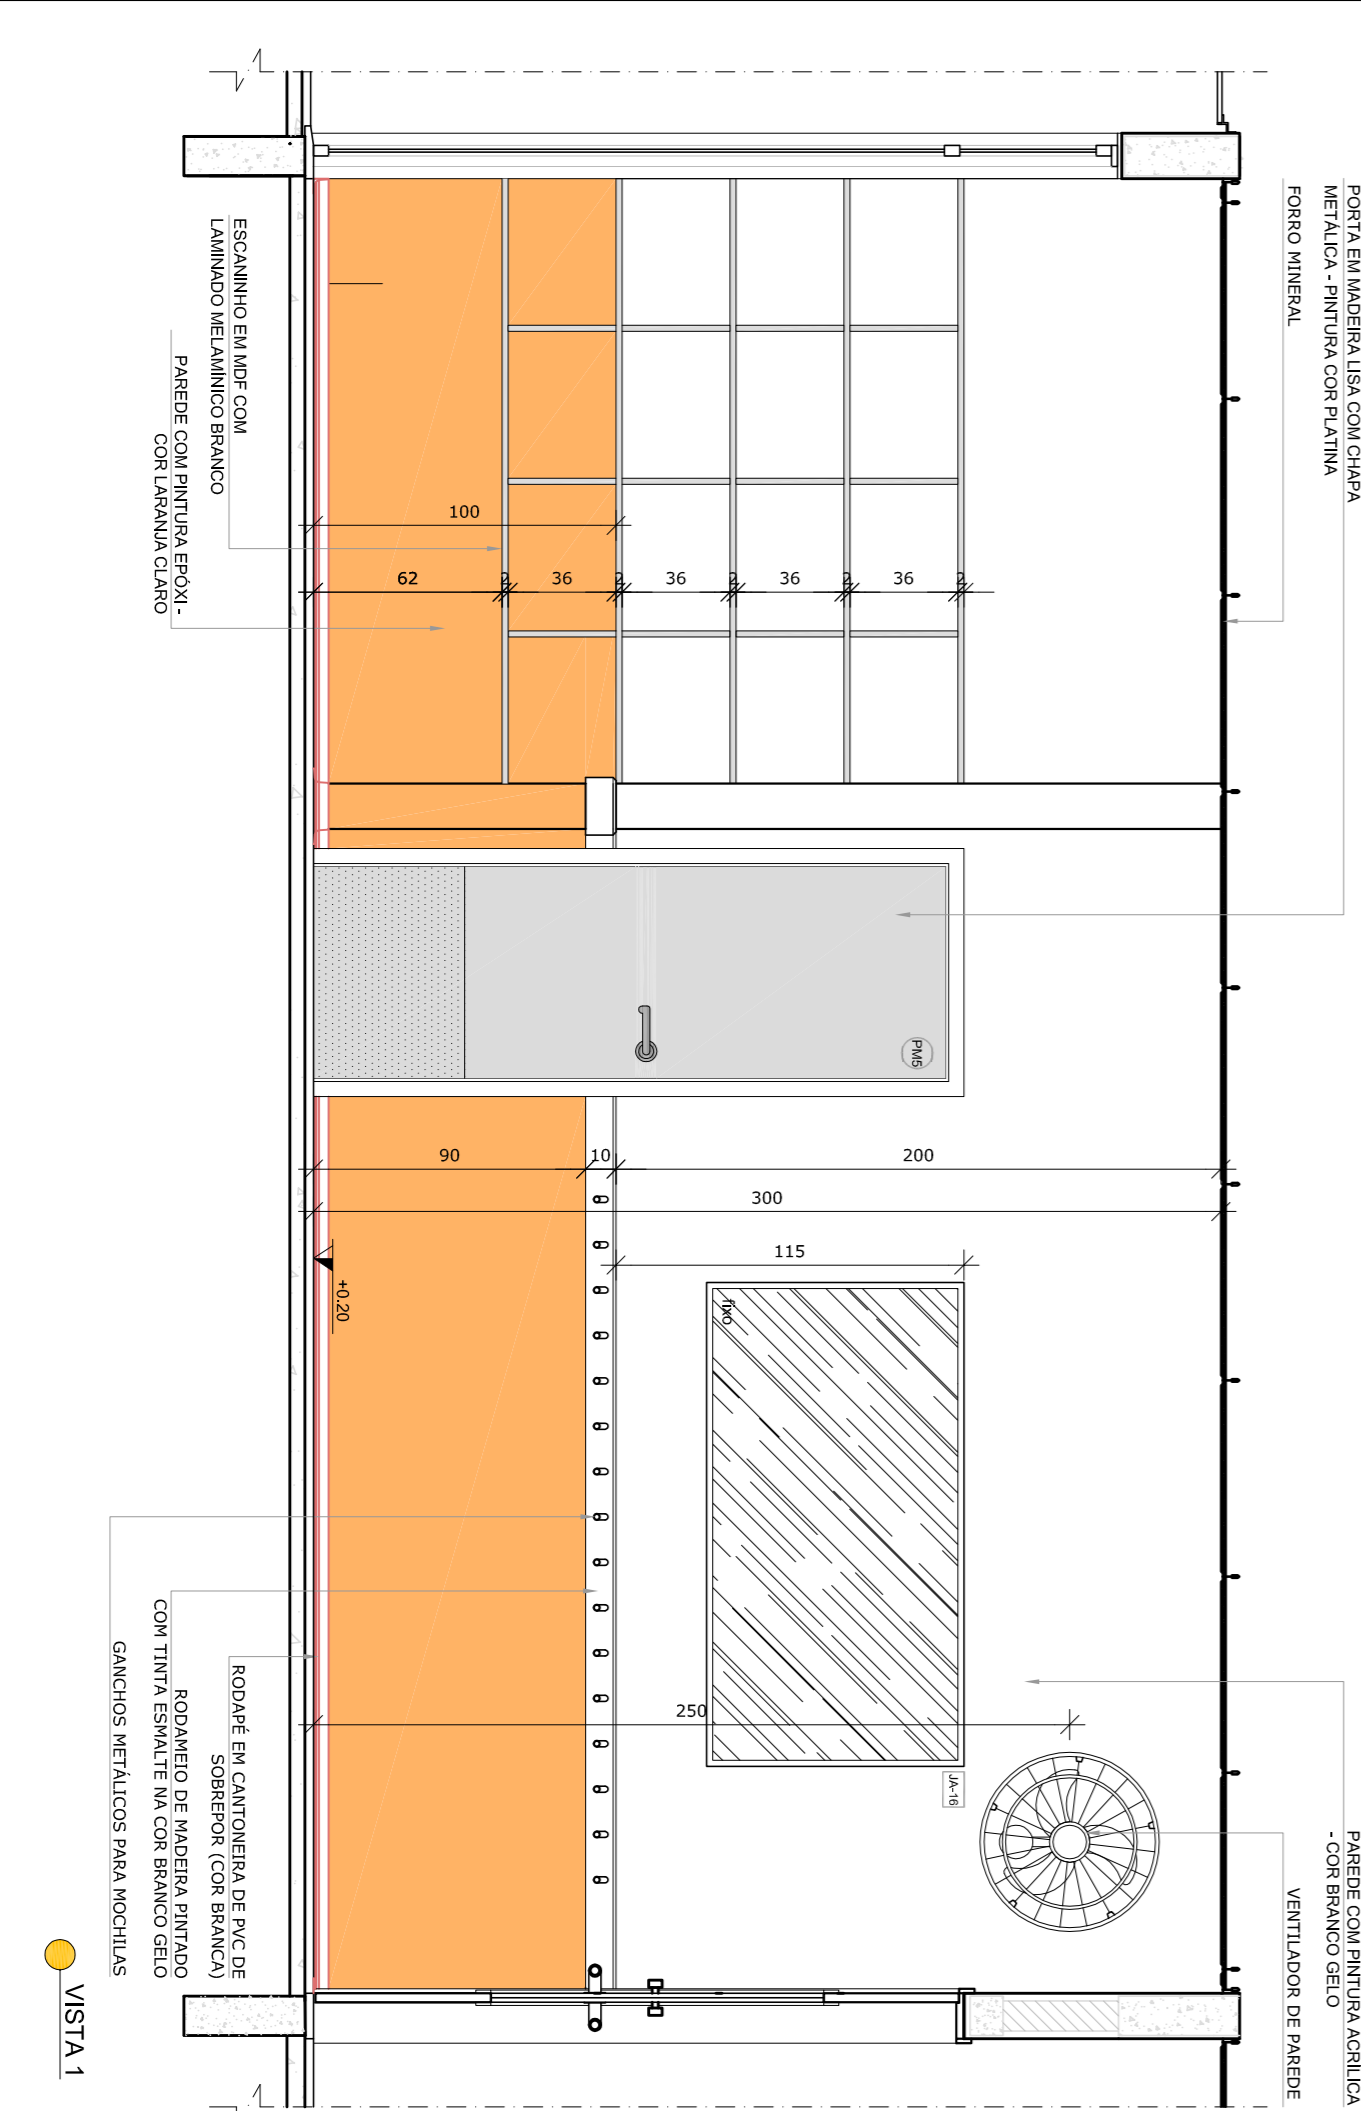 PORTA EM MADEIRA LISA COM CHAPA
METÁLICA - PINTURA COR PLATINA
FORRO MINERAL
PAREDE COM PINTURA ACRILICA
- COR BRANCO GELO
VENTILADOR DE PAREDE
PM5
JA-16
fixo
2
36
2
36
2
36
2
36
2
62
100
200
10
90
300
115
250
+0.20
ESCANINHO EM MDF COM
LAMINADO MELAMÍNICO BRANCO
PAREDE COM PINTURA EPÓXI -
COR LARANJA CLARO
RODAPÉ EM CANTONEIRA DE PVC DE
SOBREPOR (COR BRANCA)
RODAMEIO DE MADEIRA PINTADO
COM TINTA ESMALTE NA COR BRANCO GELO
GANCHOS METÁLICOS PARA MOCHILAS
VISTA 1